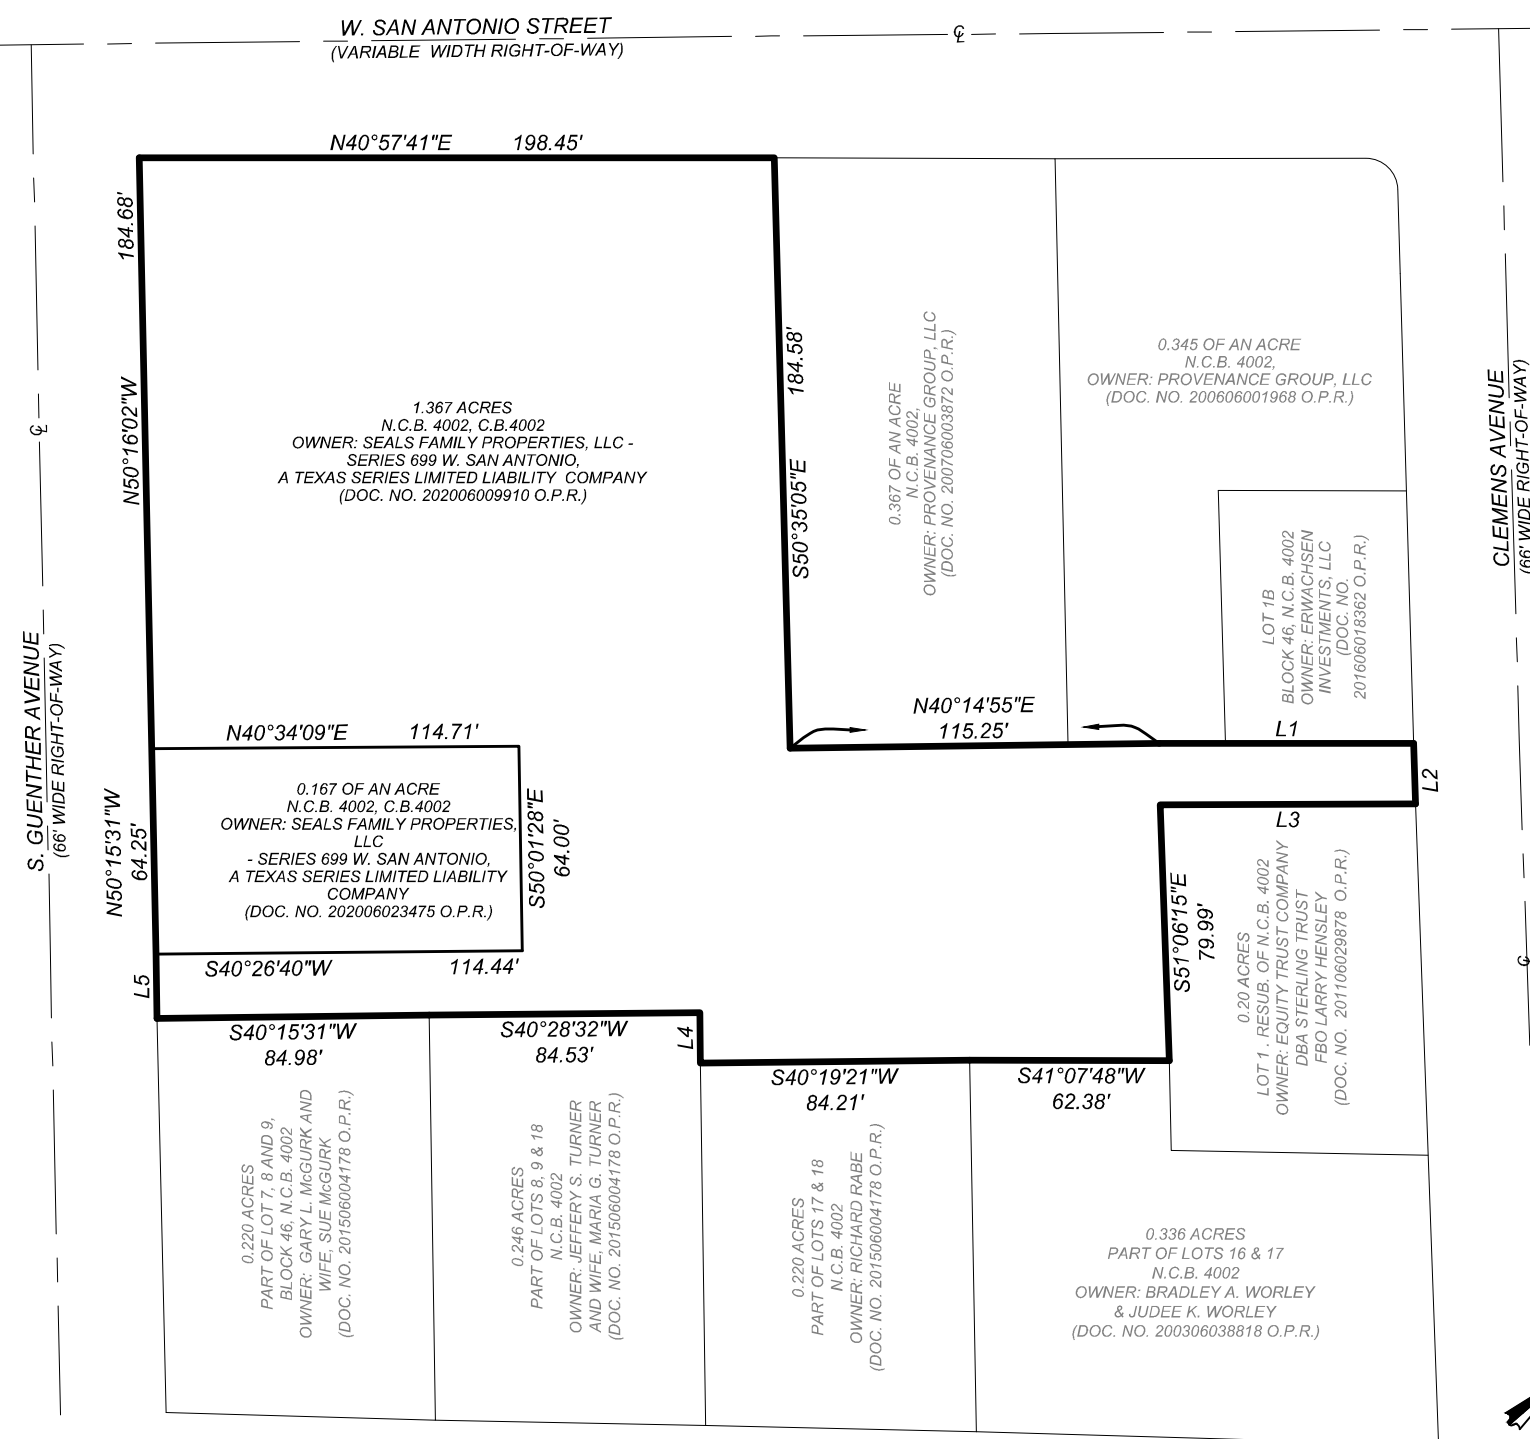 W. SAN ANTONIO STREET
(VARIABLE WIDTH RIGHT-OF-WAY)
℄
N40°57'41"E 198.45'
184.68'
N50°16'02"W
℄
S. GUENTHER AVENUE
(66' WIDE RIGHT-OF-WAY)
1.367 ACRES
N.C.B. 4002, C.B.4002
OWNER: SEALS FAMILY PROPERTIES, LLC -
SERIES 699 W. SAN ANTONIO,
A TEXAS SERIES LIMITED LIABILITY COMPANY
(DOC. NO. 202006009910 O.P.R.)
184.58'
S50°35'05"E
0.367 OF AN ACRE
N.C.B. 4002,
OWNER: PROVENANCE GROUP, LLC
(DOC. NO. 200706003872 O.P.R.)
0.345 OF AN ACRE
N.C.B. 4002,
OWNER: PROVENANCE GROUP, LLC
(DOC. NO. 200606001968 O.P.R.)
CLEMENS AVENUE
(66' WIDE RIGHT-OF-WAY)
LOT 1B
BLOCK 46, N.C.B. 4002
OWNER: ERWACHSEN
INVESTMENTS, LLC
(DOC. NO.
201606018362 O.P.R.)
N40°14'55"E
115.25'
L1
L2
L3
N40°34'09"E 114.71'
N50°15'31"W
64.25'
0.167 OF AN ACRE
N.C.B. 4002, C.B.4002
OWNER: SEALS FAMILY PROPERTIES,
LLC
- SERIES 699 W. SAN ANTONIO,
A TEXAS SERIES LIMITED LIABILITY
COMPANY
(DOC. NO. 202006023475 O.P.R.)
S50°01'28"E
64.00'
S40°26'40"W 114.44'
L5
S51°06'15"E
79.99'
0.20 ACRES
LOT 1 , RESUB. OF N.C.B. 4002
OWNER: EQUITY TRUST COMPANY
DBA STERLING TRUST
FBO LARRY HENSLEY
(DOC. NO. 201106029878 O.P.R.)
℄
S40°15'31"W
84.98'
S40°28'32"W
84.53'
L4
S40°19'21"W
84.21'
S41°07'48"W
62.38'
0.220 ACRES
PART OF LOT 7, 8 AND 9,
BLOCK 46, N.C.B. 4002
OWNER: GARY L. McGURK AND
WIFE, SUE McGURK
(DOC. NO. 201506004178 O.P.R.)
0.246 ACRES
PART OF LOTS 8, 9 & 18
N.C.B. 4002
OWNER: JEFFERY S. TURNER
AND WIFE, MARIA G. TURNER
(DOC. NO. 201506004178 O.P.R.)
0.220 ACRES
PART OF LOTS 17 & 18
N.C.B. 4002
OWNER: RICHARD RABE
(DOC. NO. 201506004178 O.P.R.)
0.336 ACRES
PART OF LOTS 16 & 17
N.C.B. 4002
OWNER: BRADLEY A. WORLEY
& JUDEE K. WORLEY
(DOC. NO. 200306038818 O.P.R.)